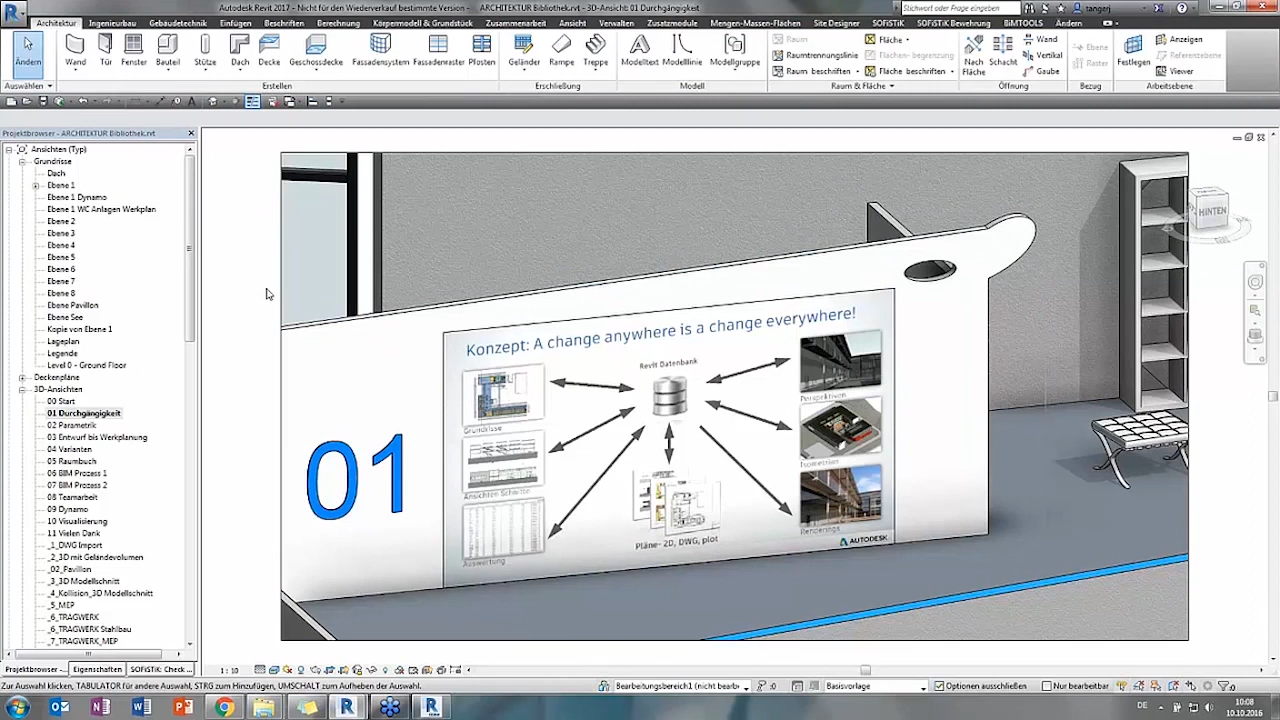 Autodesk Revit 2017 - Nicht für den Wiederverkauf bestimmte Version - ARCHITEKTUR Bibliothek.rvt - 3D-Ansicht: 01 Durchgängigkeit
Stichwort oder Frage eingeben
tangerj
Architektur Ingenieurbau Gebäudetechnik Einfügen Beschriften Berechnung Körpermodell & Grundstück Zusammenarbeit Ansicht Verwalten Zusatzmodule Mengen-Massen-Flächen Site Designer SOFiSTiK SOFiSTiK Bewehrung BiMTOOLS Ändern
Ändern Wand Tür Fenster Bauteil Stütze Dach Decke Geschossdecke Fassadensystem Fassadenraster Pfosten Geländer Rampe Treppe Modelltext Modelllinie Modellgruppe
Raum
Raumtrennungslinie
Raum beschriften
Fläche
Flächen- begrenzung
Fläche beschriften
Nach Fläche
Schacht
Wand
Vertikal
Gaube
Ebene
Raster
Festlegen
Anzeigen
Referenzebene
Viewer
Auswählen Erstellen Erschließung Modell Raum & Fläche Öffnung Bezug Arbeitsebene
Projektbrowser - ARCHITEKTUR Bibliothek.rvt
Ansichten (Typ)
Grundrisse
Dach
Ebene 1
Ebene 1 Dynamo
Ebene 1 WC Anlagen Werkplan
Ebene 2
Ebene 3
Ebene 4
Ebene 5
Ebene 6
Ebene 7
Ebene 8
Ebene Pavillon
Ebene See
Kopie von Ebene 1
Lageplan
Legende
Level 0 - Ground Floor
Deckenpläne
3D-Ansichten
00 Start
01 Durchgängigkeit
02 Parametrik
03 Entwurf bis Werkplanung
04 Varianten
05 Raumbuch
06 BIM Prozess 1
07 BIM Prozess 2
08 Teamarbeit
09 Dynamo
10 Visualisierung
11 Vielen Dank
_1_DWG Import
_2_3D mit Geländevolumen
_02_Pavillon
_3_3D Modellschnitt
_4_Kollision_3D Modellschnitt
_5_MEP
_6_TRAGWERK
_6_TRAGWERK Stahlbau
_7_TRAGWERK_MEP
Projektbrowser -... Eigenschaften SOFiSTiK: Check ...
HINTEN
Konzept: A change anywhere is a change everywhere!
Revit Datenbank
Grundrisse
Ansichten Schnitte
Auswertung
Pläne- 2D, DWG, plot
Perspektiven
Isometrien
Renderings
AUTODESK
01
1 : 10
Zur Auswahl klicken, TABULATOR für andere Auswahl, STRG zum Hinzufügen, UMSCHALT zum Aufheben der Auswahl.
Bearbeitungsbereich1 (nicht bearb
:0
Basisvorlage
Optionen ausschließen
Nur bearbeitbar
:0
DE
10:08
10.10.2016